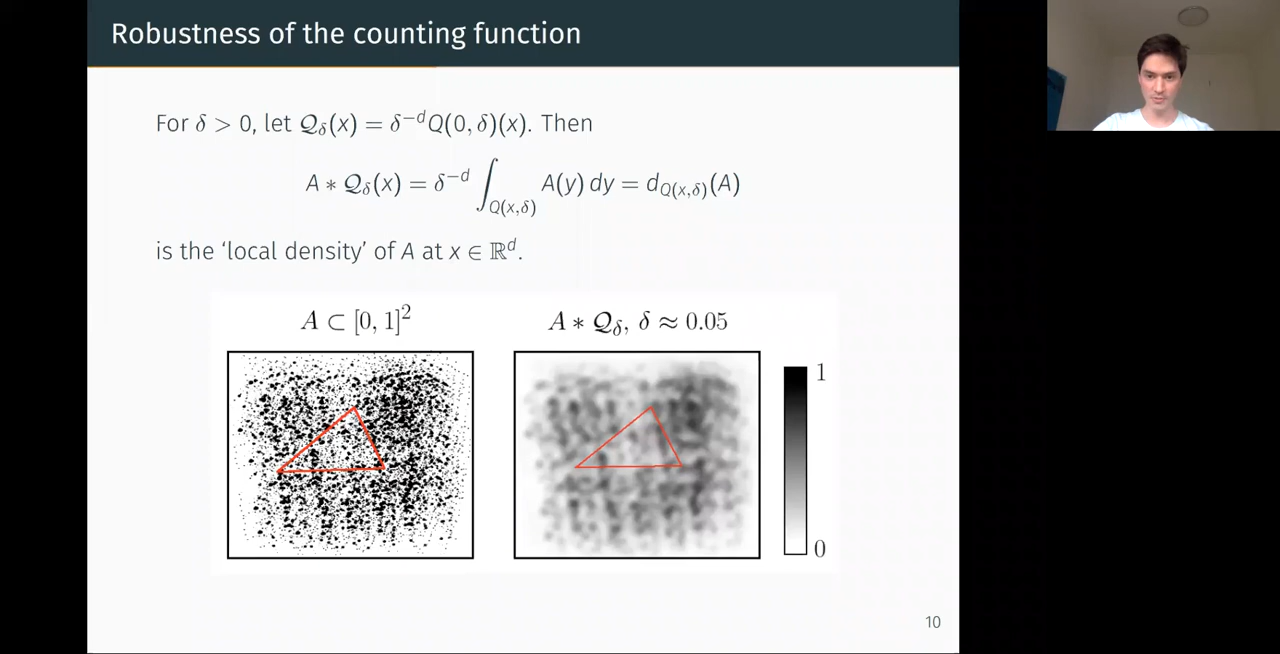 Robustness of the counting function
For δ > 0, let 𝒬_δ(x) = δ^{-d}Q(0, δ)(x). Then
A ∗ 𝒬_δ(x) = δ^{-d} ∫_{Q(x,δ)} A(y) dy = d_{Q(x,δ)}(A)
is the ‘local density’ of A at x ∈ ℝ^d.
A ⊂ [0, 1]^2
A ∗ 𝒬_δ, δ ≈ 0.05
1
0
10